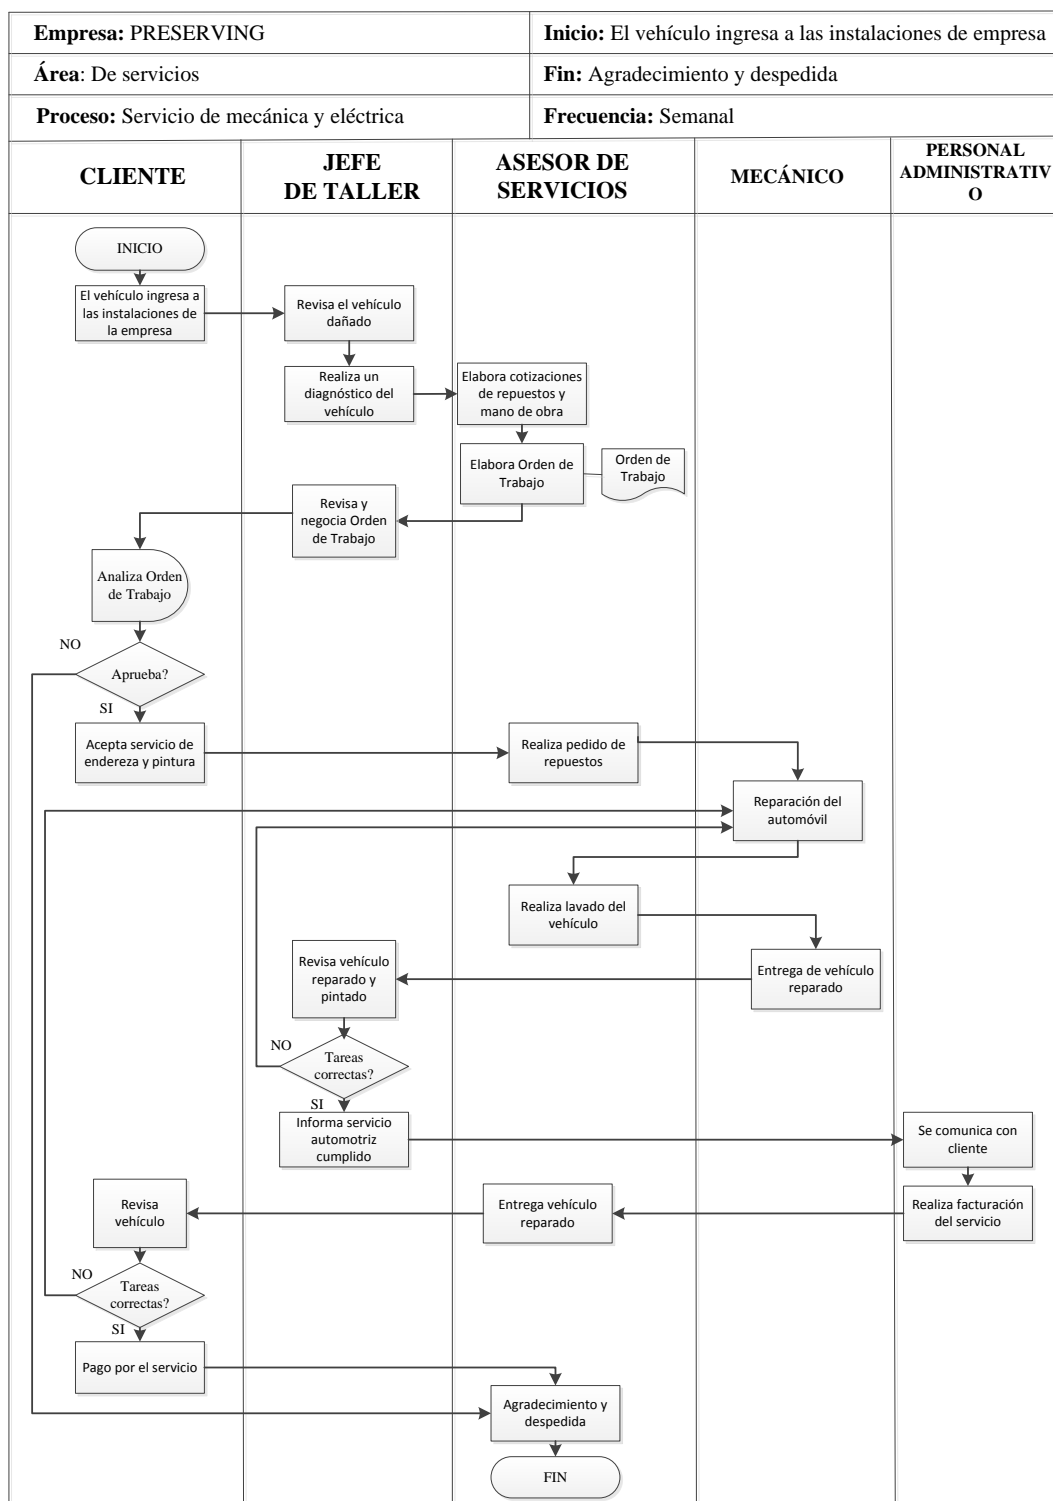 Empresa: PRESERVING
Inicio: El vehículo ingresa a las instalaciones de empresa
Área: De servicios
Fin: Agradecimiento y despedida
Proceso: Servicio de mecánica y eléctrica
Frecuencia: Semanal
CLIENTE
JEFE
DE TALLER
ASESOR DE
SERVICIOS
MECÁNICO
PERSONAL
ADMINISTRATIV
O
INICIO
El vehículo ingresa a
las instalaciones de
la empresa
Revisa el vehículo
dañado
Realiza un
diagnóstico del
vehículo
Elabora cotizaciones
de repuestos y
mano de obra
Elabora Orden de
Trabajo
Orden de
Trabajo
Revisa y
negocia Orden
de Trabajo
Analiza Orden
de Trabajo
NO
Aprueba?
SI
Acepta servicio de
endereza y pintura
Realiza pedido de
repuestos
Reparación del
automóvil
Realiza lavado del
vehículo
Entrega de vehículo
reparado
Revisa vehículo
reparado y
pintado
NO
Tareas
correctas?
SI
Informa servicio
automotriz
cumplido
Se comunica con
cliente
Realiza facturación
del servicio
Entrega vehículo
reparado
Revisa
vehículo
NO
Tareas
correctas?
SI
Pago por el servicio
Agradecimiento y
despedida
FIN